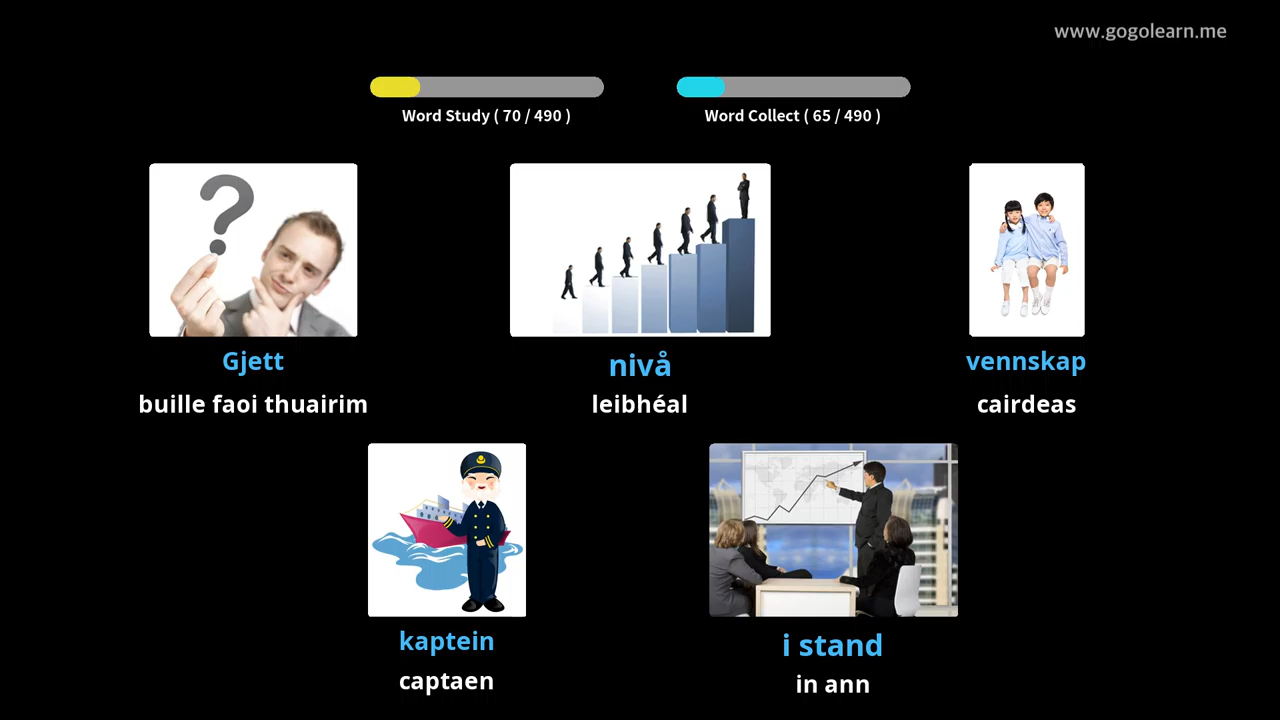 www.gogolearn.me
Word Study ( 70 / 490 )
Word Collect ( 65 / 490 )
?
Gjett
buille faoi thuairim
nivå
leibhéal
vennskap
cairdeas
kaptein
captaen
i stand
in ann